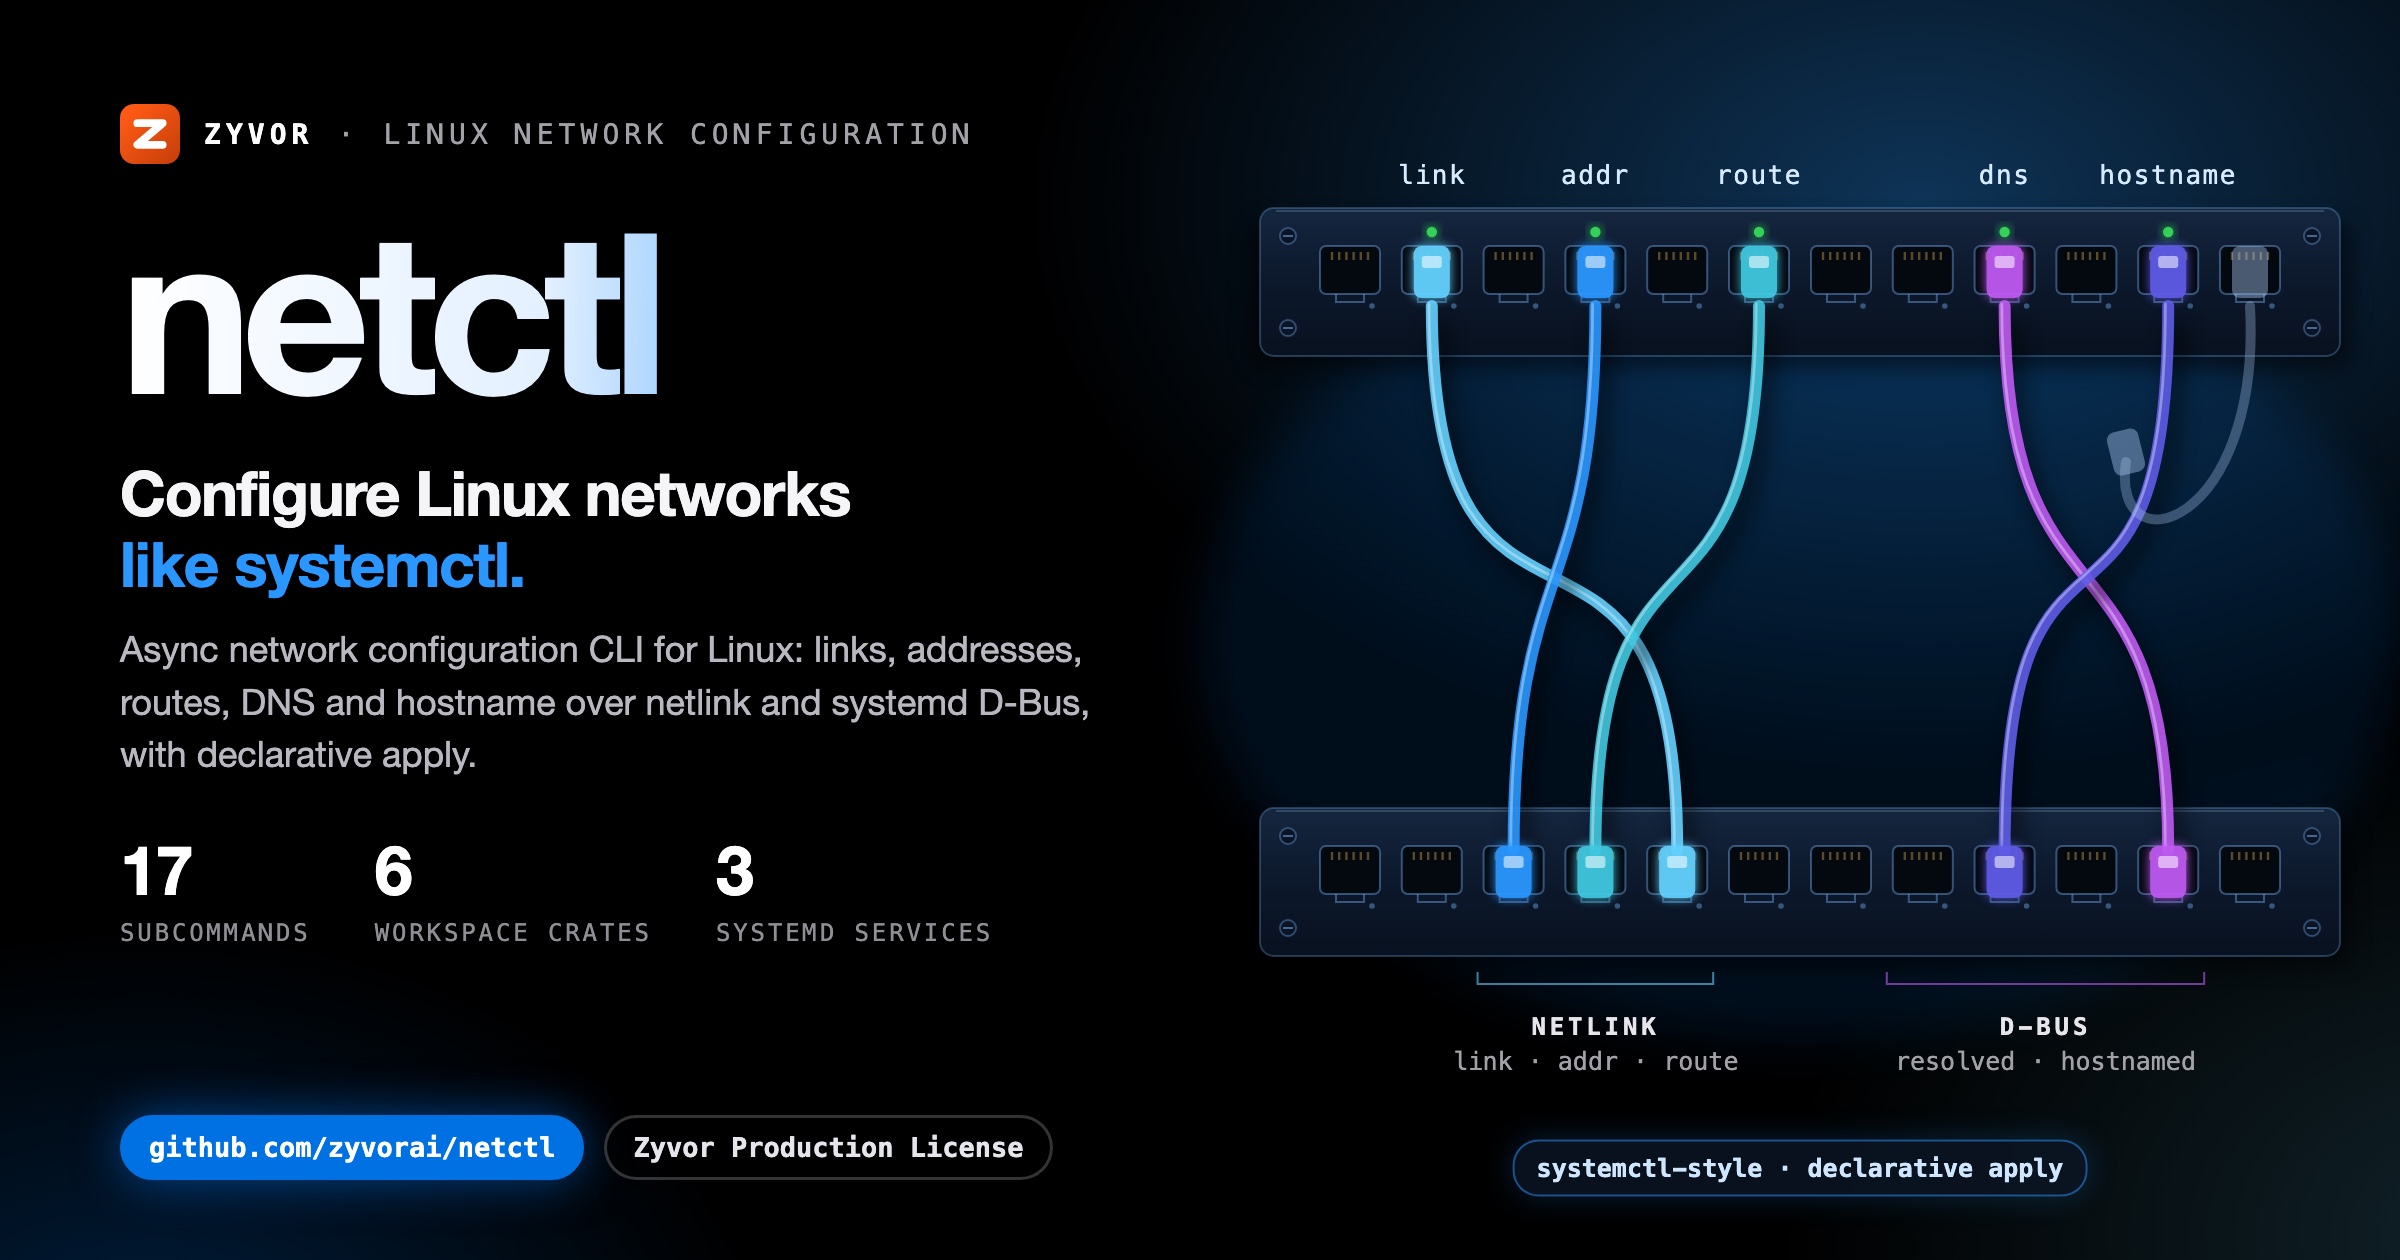 Z ZYVOR · LINUX NETWORK CONFIGURATION
netctl
Configure Linux networks
like systemctl.
Async network configuration CLI for Linux: links, addresses,
routes, DNS and hostname over netlink and systemd D-Bus,
with declarative apply.
17 6 3
SUBCOMMANDS WORKSPACE CRATES SYSTEMD SERVICES
github.com/zyvorai/netctl Zyvor Production License
link addr route dns hostname
NETLINK D-BUS
link · addr · route resolved · hostnamed
systemctl-style · declarative apply